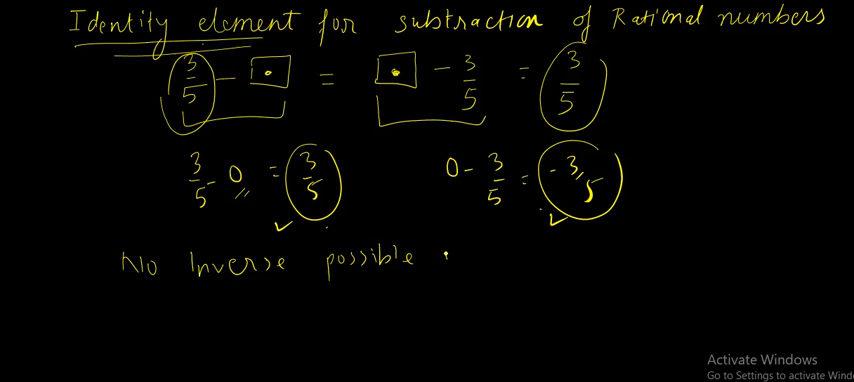 Identity element for subtraction of Rational numbers
3/5 - = - 3/5 = 3/5
3/5 - 0 = 3/5 0 - 3/5 = -3/5
No Inverse possible .
Activate Windows
Go to Settings to activate Wind